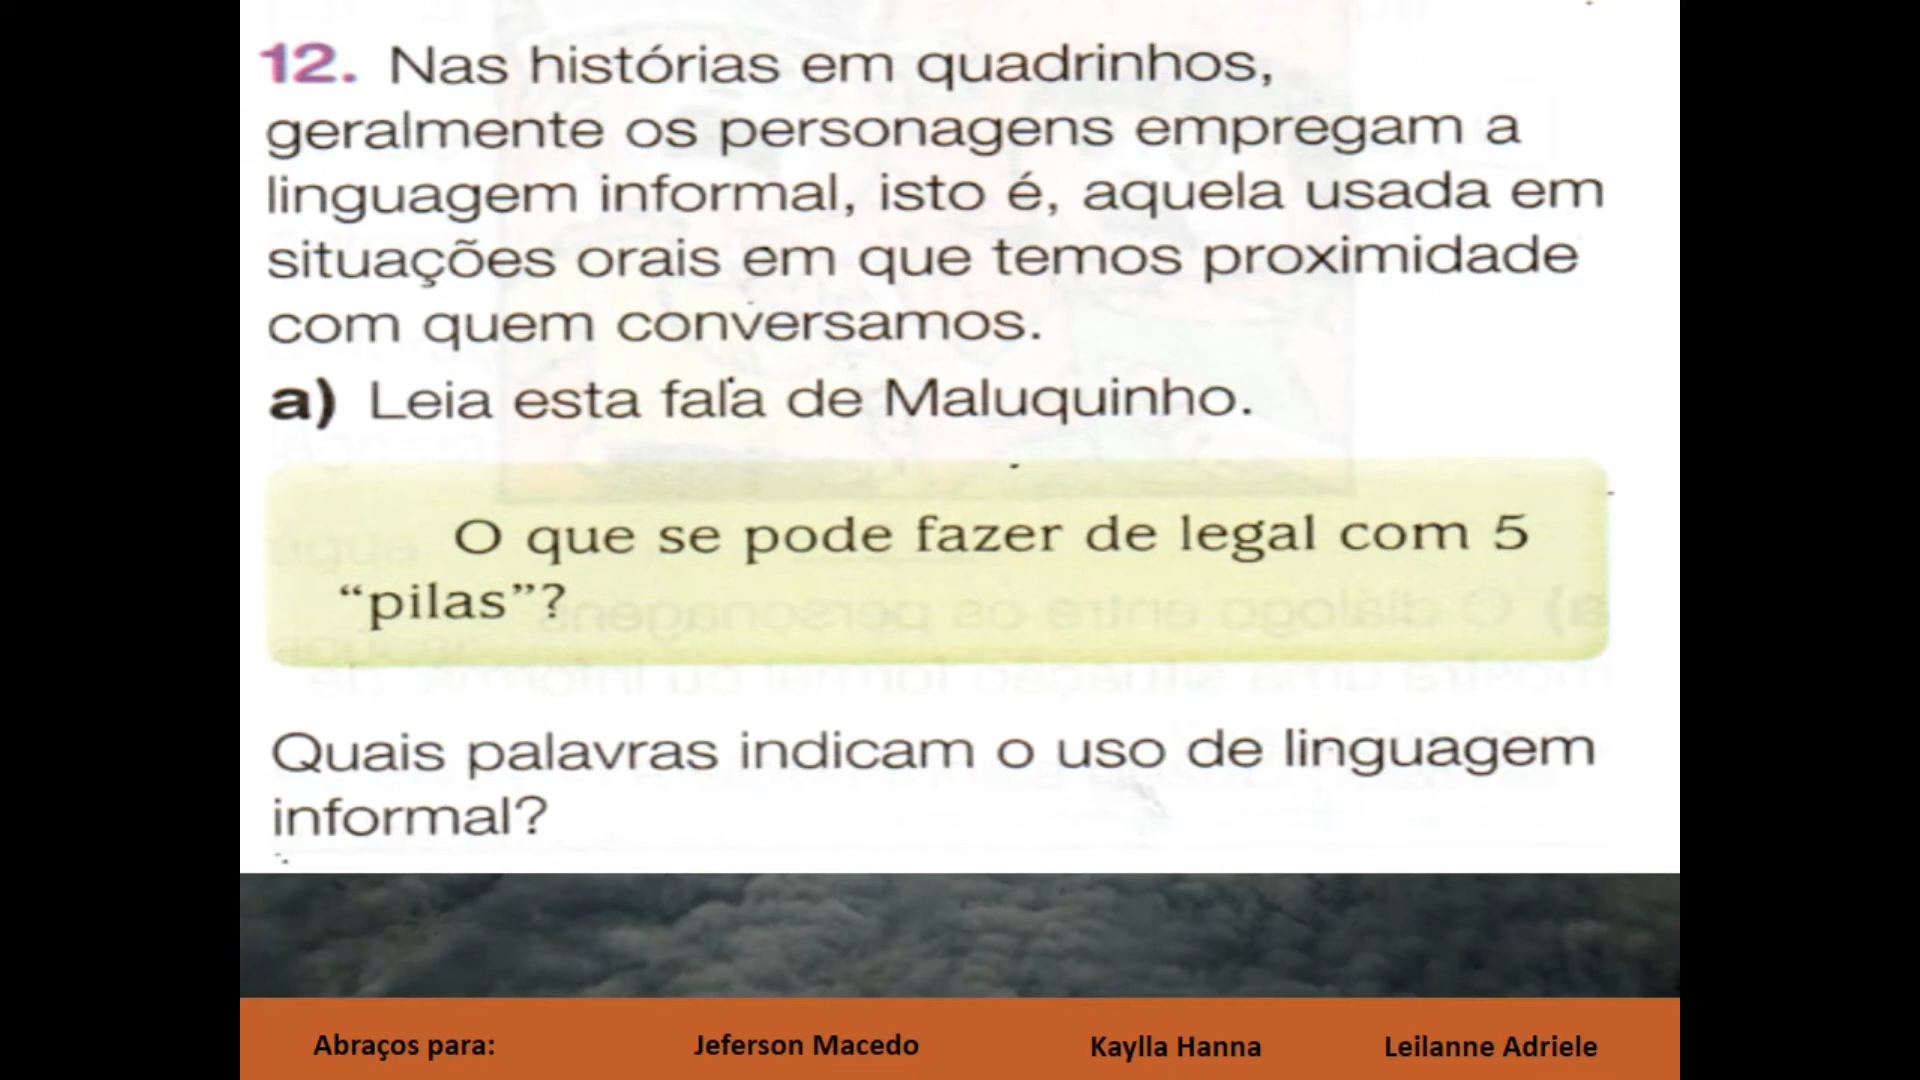 12. Nas histórias em quadrinhos,
geralmente os personagens empregam a
linguagem informal, isto é, aquela usada em
situações orais em que temos proximidade
com quem conversamos.
a) Leia esta fala de Maluquinho.
O que se pode fazer de legal com 5
“pilas”?
Quais palavras indicam o uso de linguagem
informal?
Abraços para: Jeferson Macedo Kaylla Hanna Leilanne Adriele